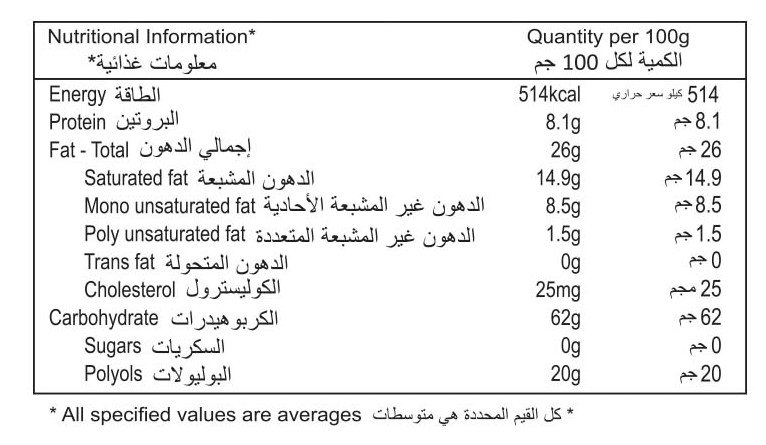 Nutritional Information* Quantity per 100g
معلومات غذائية* الكمية لكل 100 جم
Energy الطاقة 514kcal 514 كيلو سعر حراري
Protein البروتين 8.1g 8.1 جم
Fat - Total إجمالي الدهون 26g 26 جم
Saturated fat الدهون المشبعة 14.9g 14.9 جم
Mono unsaturated fat الدهون غير المشبعة الأحادية 8.5g 8.5 جم
Poly unsaturated fat الدهون غير المشبعة المتعددة 1.5g 1.5 جم
Trans fat الدهون المتحولة 0g 0 جم
Cholesterol الكوليسترول 25mg 25 مجم
Carbohydrate الكربوهيدرات 62g 62 جم
Sugars السكريات 0g 0 جم
Polyols البوليولات 20g 20 جم
* All specified values are averages كل القيم المحددة هي متوسطات *